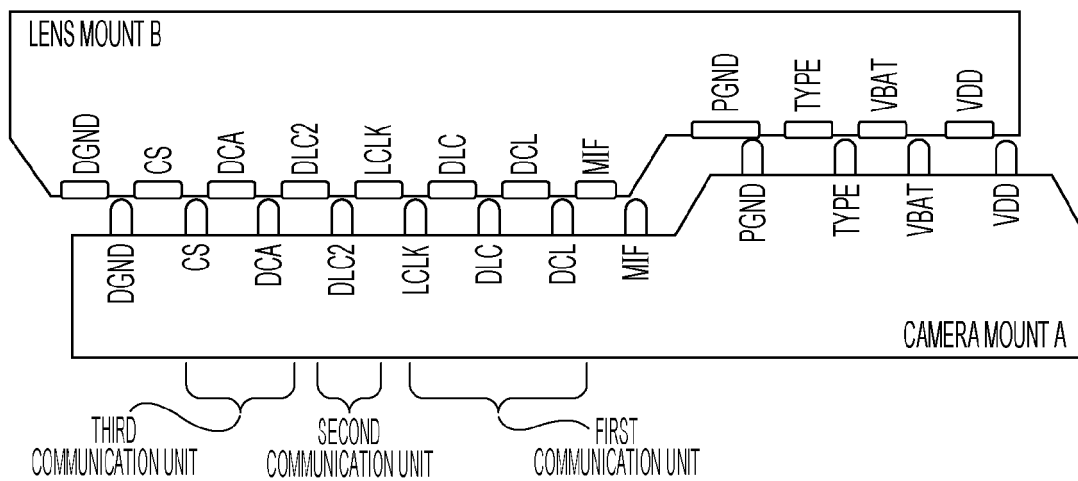 LENS MOUNT B
PGND
TYPE
VBAT
VDD
DGND
CS
DCA
DLC2
LCLK
DLC
DCL
MIF
PGND
TYPE
VBAT
VDD
DGND
CS
DCA
DLC2
LCLK
DLC
DCL
MIF
CAMERA MOUNT A
THIRD
COMMUNICATION UNIT
SECOND
COMMUNICATION UNIT
FIRST
COMMUNICATION UNIT